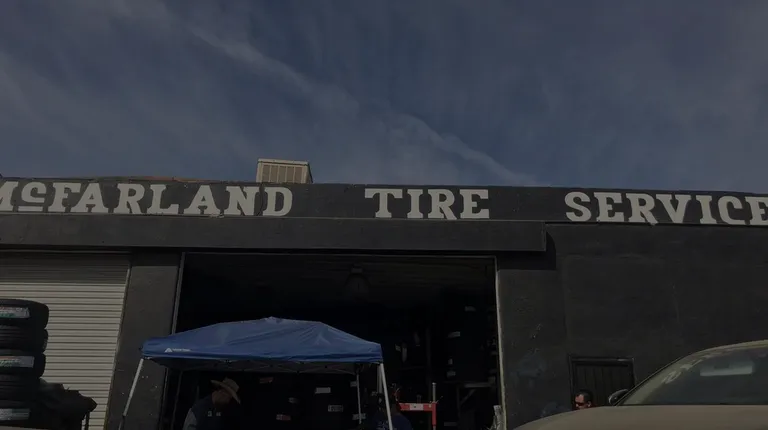 McFARLAND TIRE SERVICE